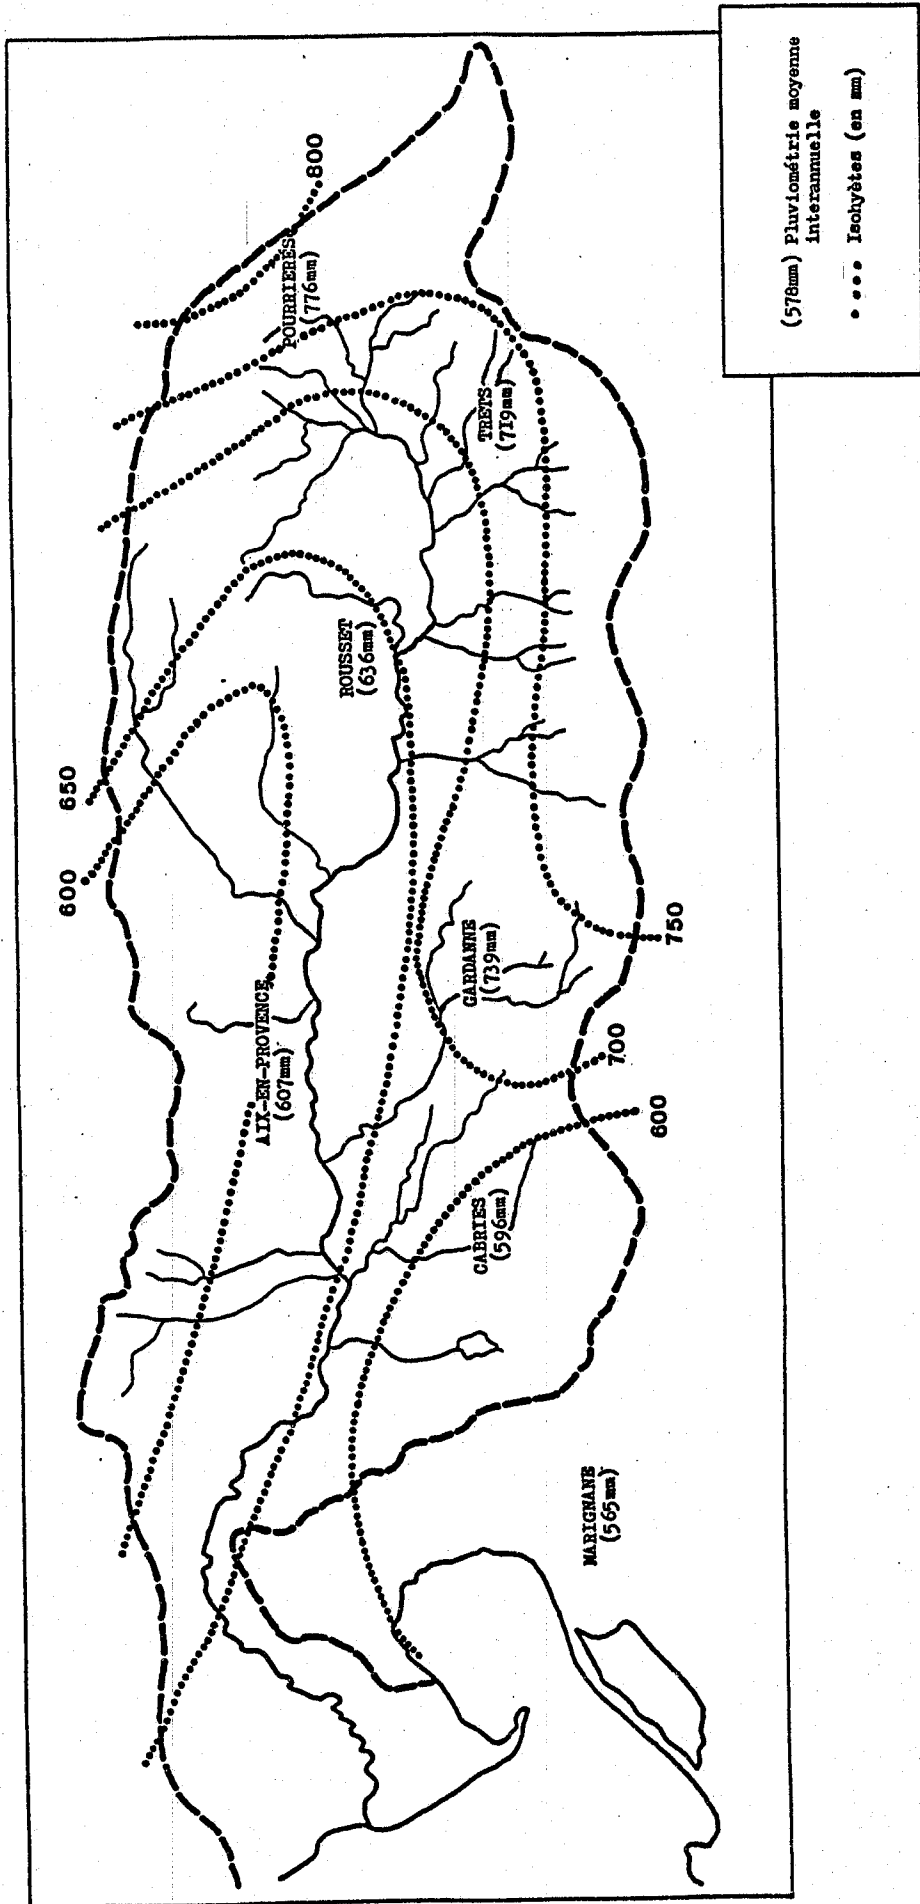 (578mm) Pluviométrie moyenne
interannuelle
•••• Isohyètes (en mm)
800
POURRIERES
(776mm)
TRETS
(719mm)
ROUSSET
(636mm)
650
600
AIX-EN-PROVENCE
(607mm)
GARDANNE
(739mm)
750
700
600
CABRIES
(596mm)
MARIGNANE
(565mm)